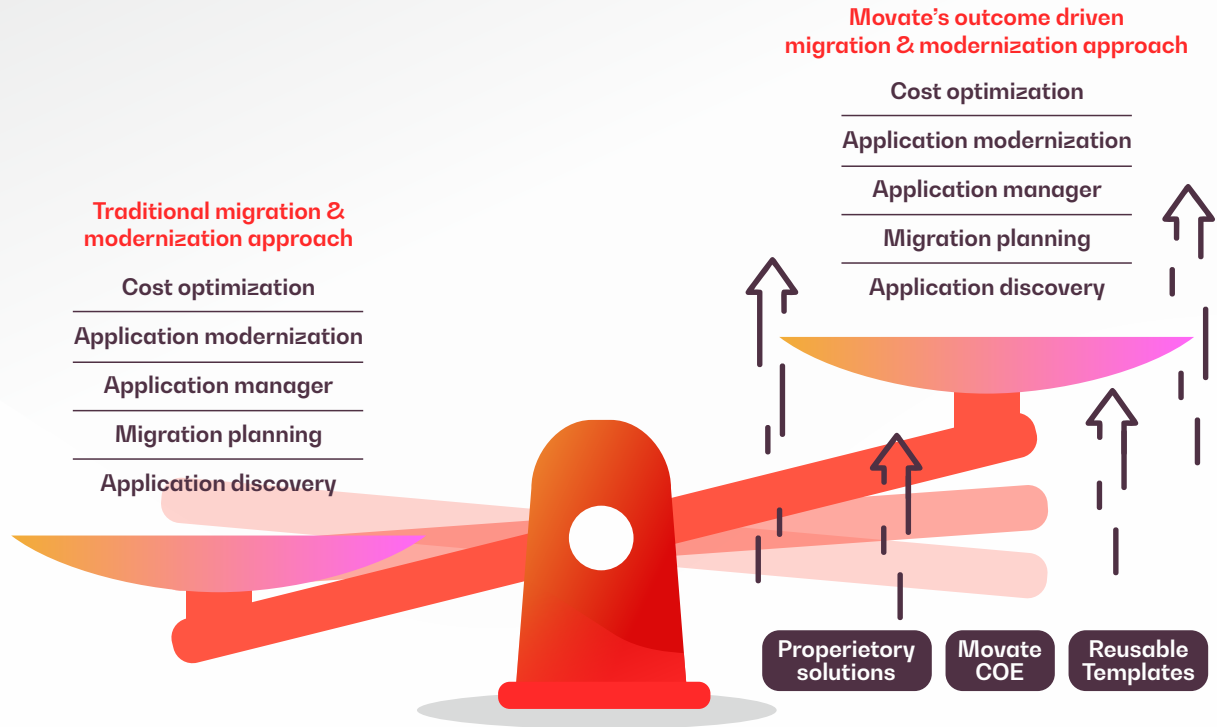 Movate's outcome driven
migration & modernization approach
Cost optimization
Application modernization
Application manager
Migration planning
Application discovery
Traditional migration &
modernization approach
Cost optimization
Application modernization
Application manager
Migration planning
Application discovery
Properietory
solutions
Movate
COE
Reusable
Templates